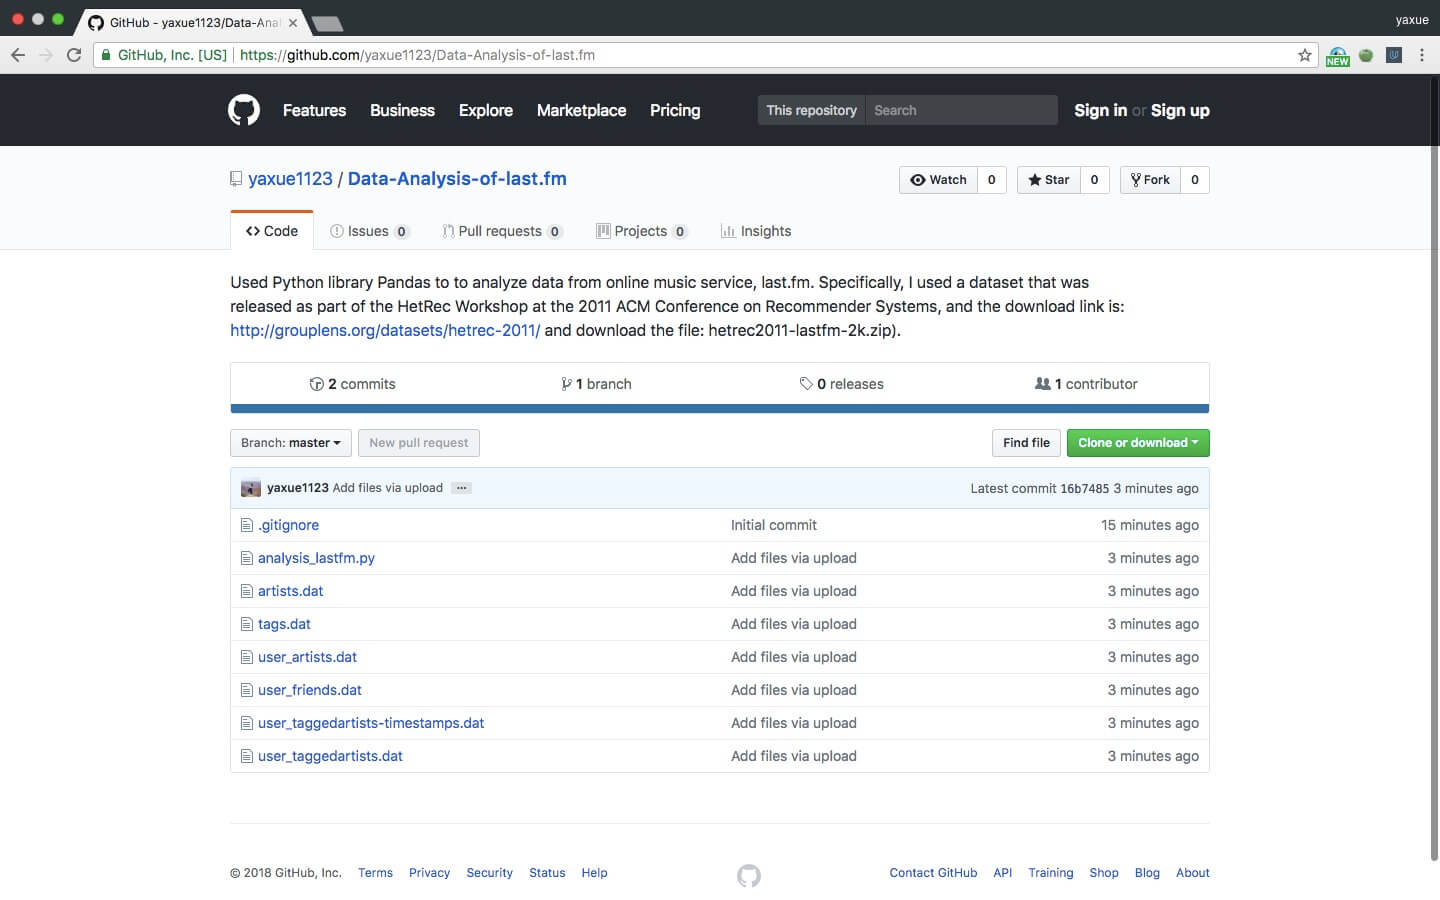 GitHub - yaxue1123/Data-Anal
yaxue
GitHub, Inc. [US] https://github.com/yaxue1123/Data-Analysis-of-last.fm
NEW
Features Business Explore Marketplace Pricing This repository Search Sign in or Sign up
yaxue1123 / Data-Analysis-of-last.fm Watch 0 Star 0 Fork 0
Code Issues 0 Pull requests 0 Projects 0 Insights
Used Python library Pandas to to analyze data from online music service, last.fm. Specifically, I used a dataset that was
released as part of the HetRec Workshop at the 2011 ACM Conference on Recommender Systems, and the download link is:
http://grouplens.org/datasets/hetrec-2011/ and download the file: hetrec2011-lastfm-2k.zip).
2 commits 1 branch 0 releases 1 contributor
Branch: master New pull request Find file Clone or download
yaxue1123 Add files via upload ... Latest commit 16b7485 3 minutes ago
.gitignore Initial commit 15 minutes ago
analysis_lastfm.py Add files via upload 3 minutes ago
artists.dat Add files via upload 3 minutes ago
tags.dat Add files via upload 3 minutes ago
user_artists.dat Add files via upload 3 minutes ago
user_friends.dat Add files via upload 3 minutes ago
user_taggedartists-timestamps.dat Add files via upload 3 minutes ago
user_taggedartists.dat Add files via upload 3 minutes ago
© 2018 GitHub, Inc. Terms Privacy Security Status Help Contact GitHub API Training Shop Blog About